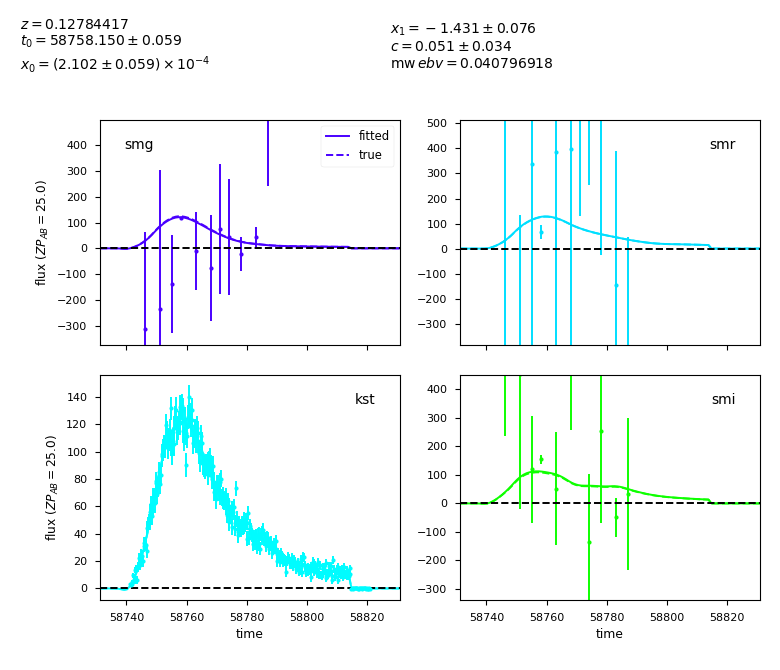 z = 0.12784417
t0 = 58758.150 ± 0.059
x0 = (2.102 ± 0.059) × 10⁻⁴
x1 = −1.431 ± 0.076
c = 0.051 ± 0.034
mw ebv = 0.040796918
smg
fitted
true
400
300
200
100
0
−100
−200
−300
flux (ZP_AB = 25.0)
smr
500
400
300
200
100
0
−100
−200
−300
kst
140
120
100
80
60
40
20
0
flux (ZP_AB = 25.0)
58740 58760 58780 58800 58820
time
smi
400
300
200
100
0
−100
−200
−300
58740 58760 58780 58800 58820
time